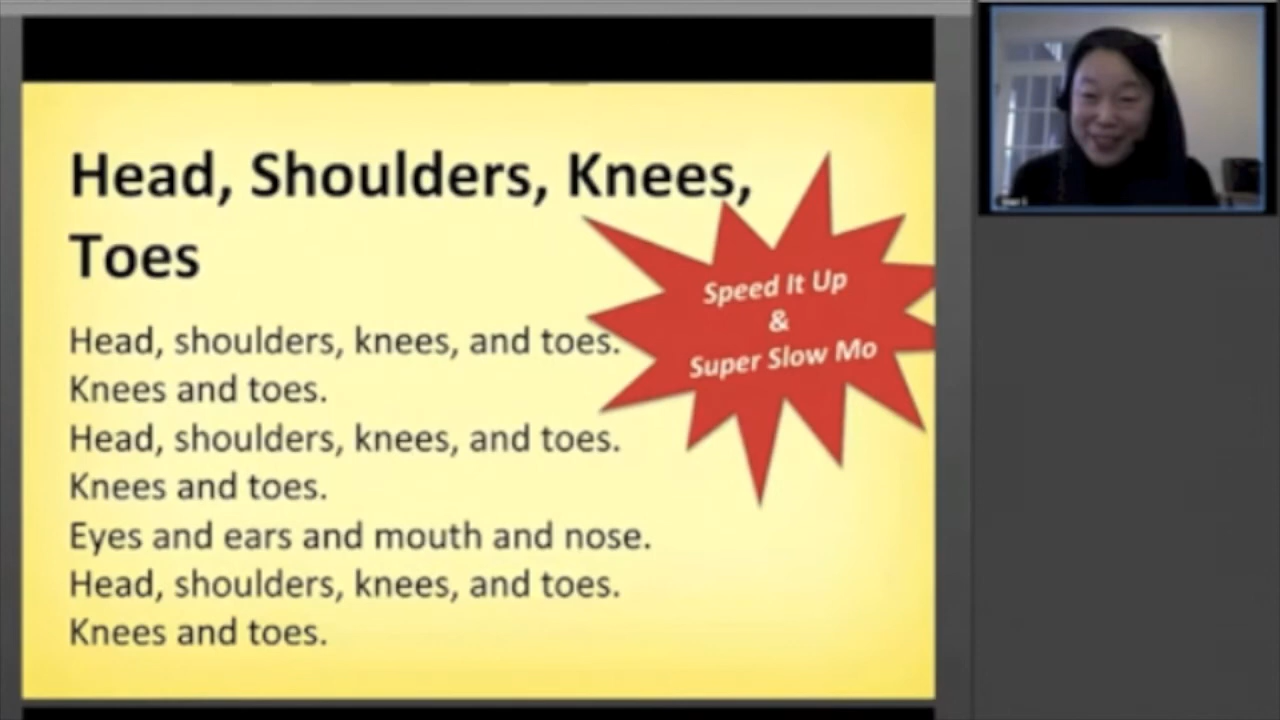 Head, Shoulders, Knees,
Toes
Speed It Up
&
Super Slow Mo
Head, shoulders, knees, and toes.
Knees and toes.
Head, shoulders, knees, and toes.
Knees and toes.
Eyes and ears and mouth and nose.
Head, shoulders, knees, and toes.
Knees and toes.